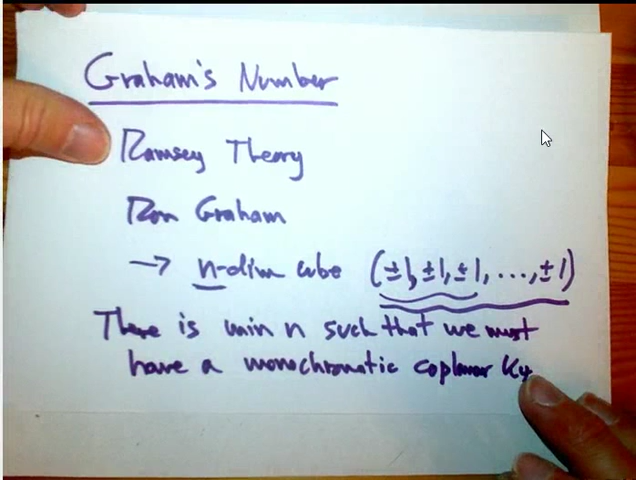 Graham's Number
Ramsey Theory
Ron Graham
→ n-dim cube (±1, ±1, ±1, ..., ±1)
There is min n such that we must
have a monochromatic coplanar K4